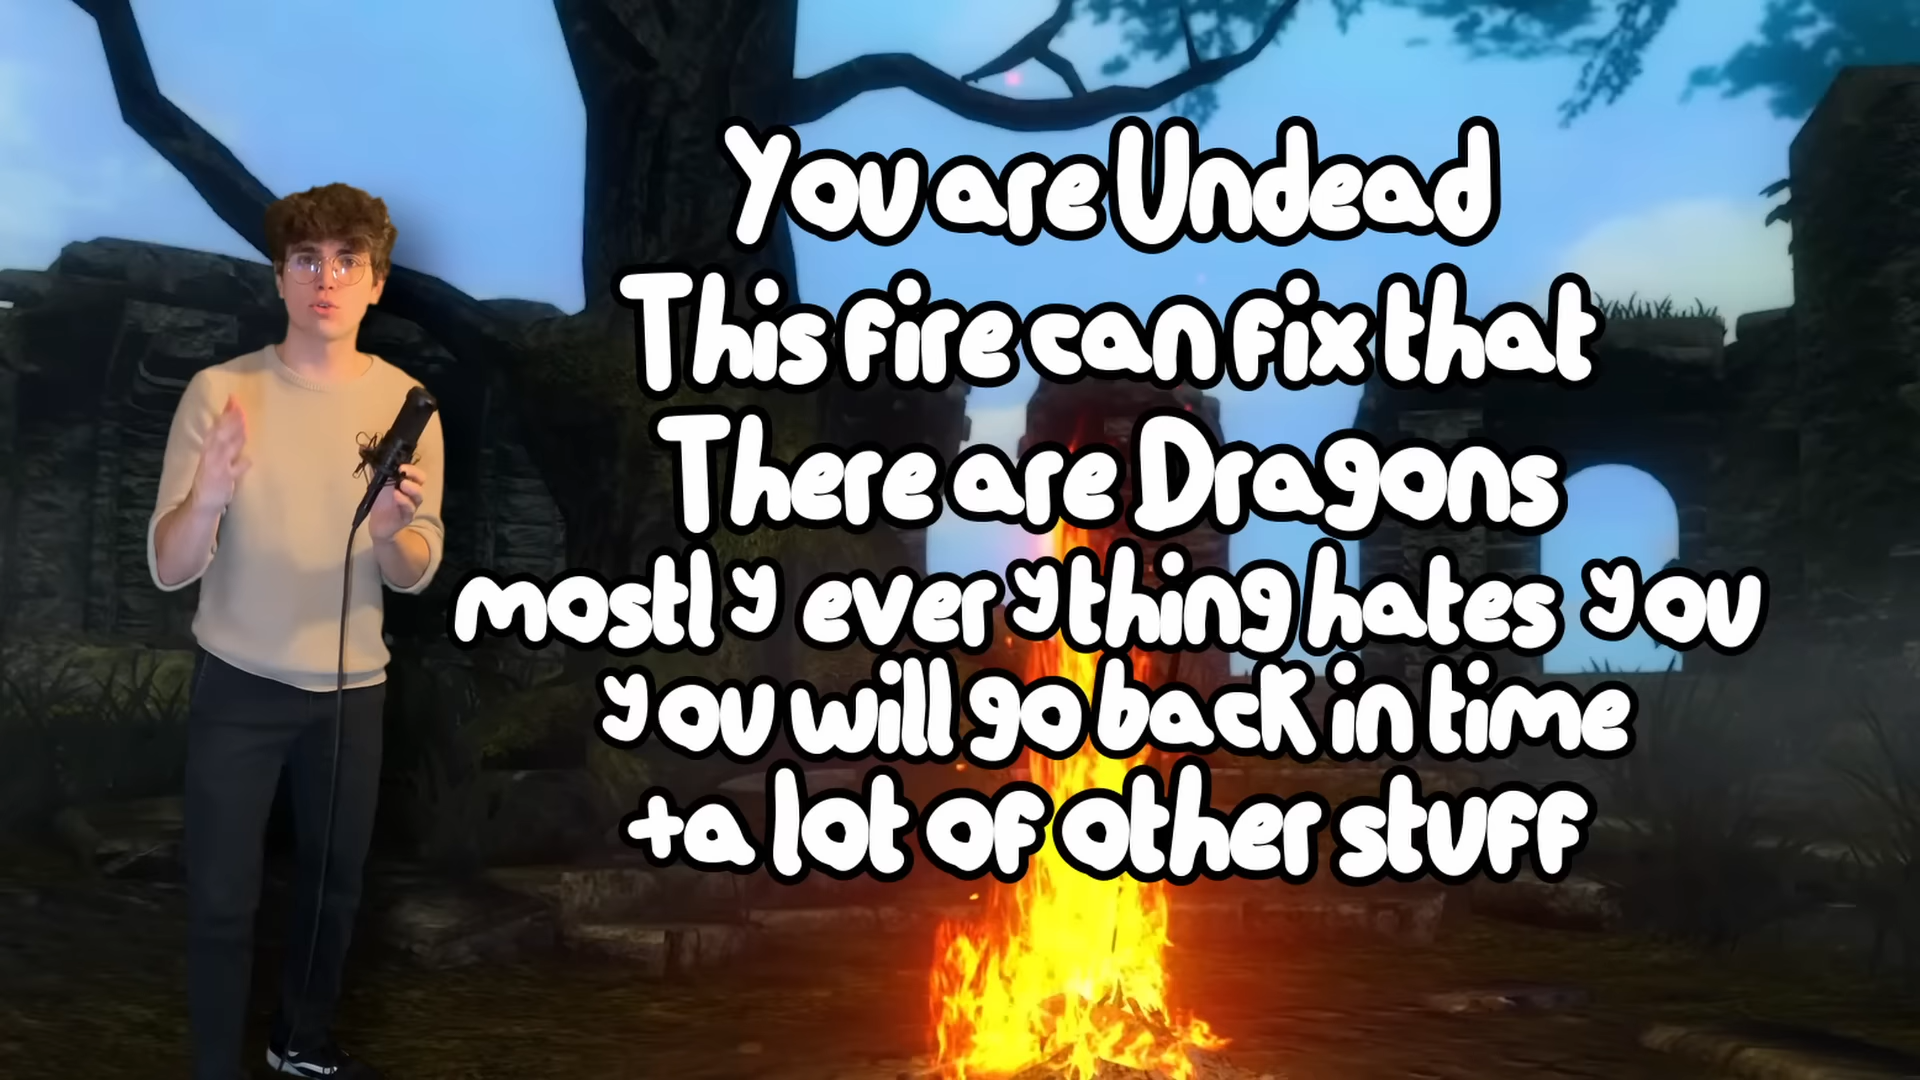 You are Undead
This fire can fix that
There are Dragons
mostly everything hates you
you will go back in time
+a lot of other stuff